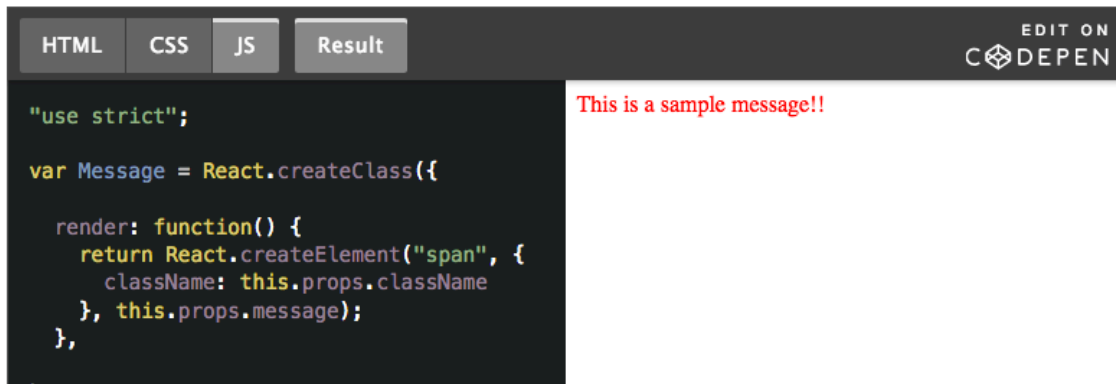 HTML CSS JS Result
EDIT ON
CODEPEN
"use strict";
var Message = React.createClass({
render: function() {
return React.createElement("span", {
className: this.props.className
}, this.props.message);
},
This is a sample message!!